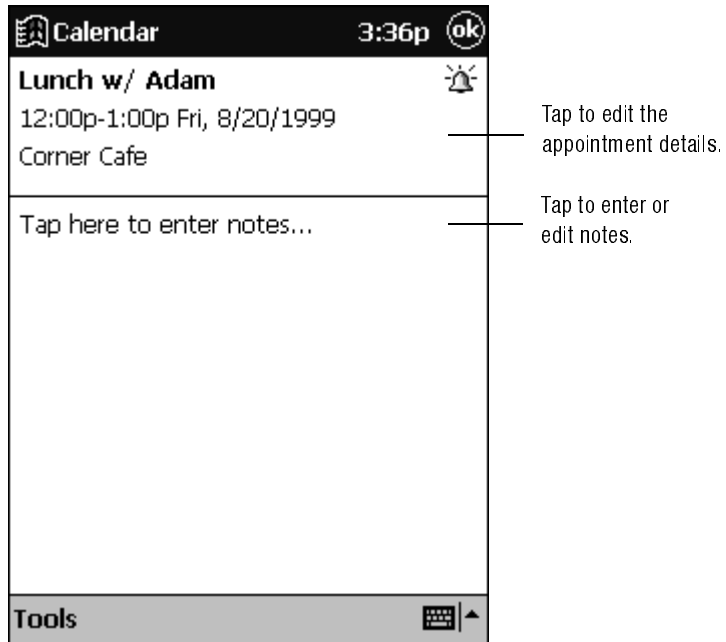 Calendar 3:36p ok
Lunch w/ Adam
12:00p-1:00p Fri, 8/20/1999
Corner Cafe
Tap to edit the
appointment details.
Tap here to enter notes...
Tap to enter or
edit notes.
Tools